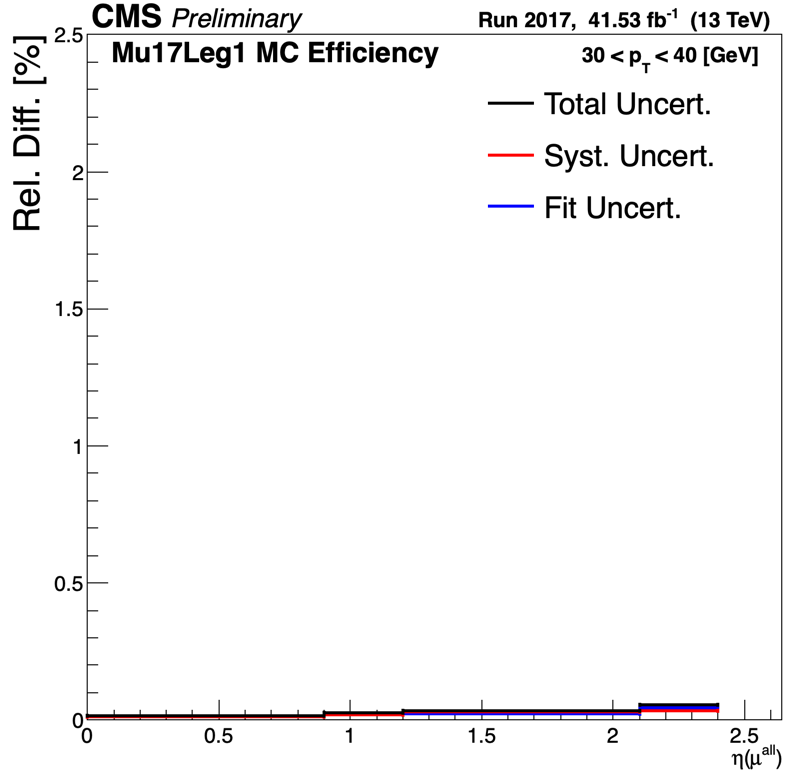 CMS Preliminary
Run 2017, 41.53 fb⁻¹ (13 TeV)
Mu17Leg1 MC Efficiency
30 < p_T < 40 [GeV]
Total Uncert.
Syst. Uncert.
Fit Uncert.
Rel. Diff. [%]
2.5
2
1.5
1
0.5
0
0 0.5 1 1.5 2 2.5
η(μ^all)